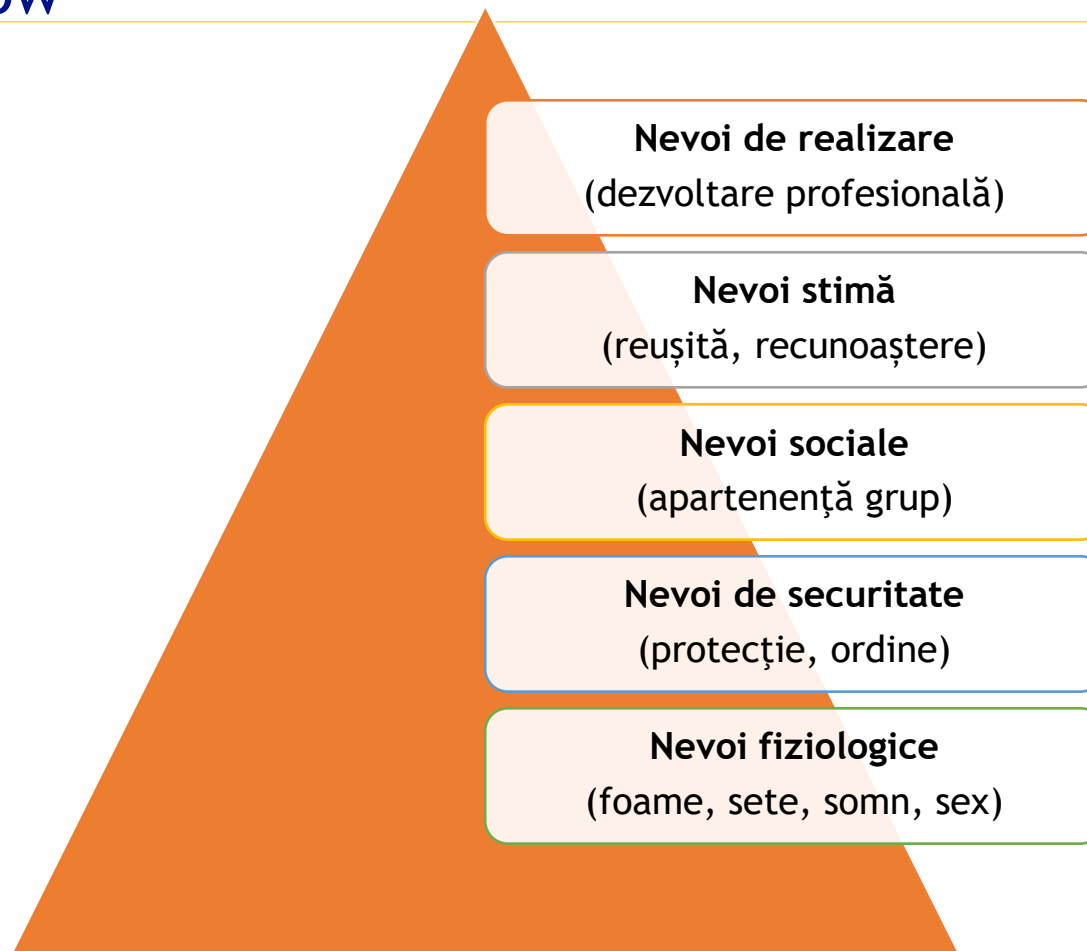 Nevoi de realizare
(dezvoltare profesională)
Nevoi stimă
(reușită, recunoaștere)
Nevoi sociale
(apartenență grup)
Nevoi de securitate
(protecție, ordine)
Nevoi fiziologice
(foame, sete, somn, sex)